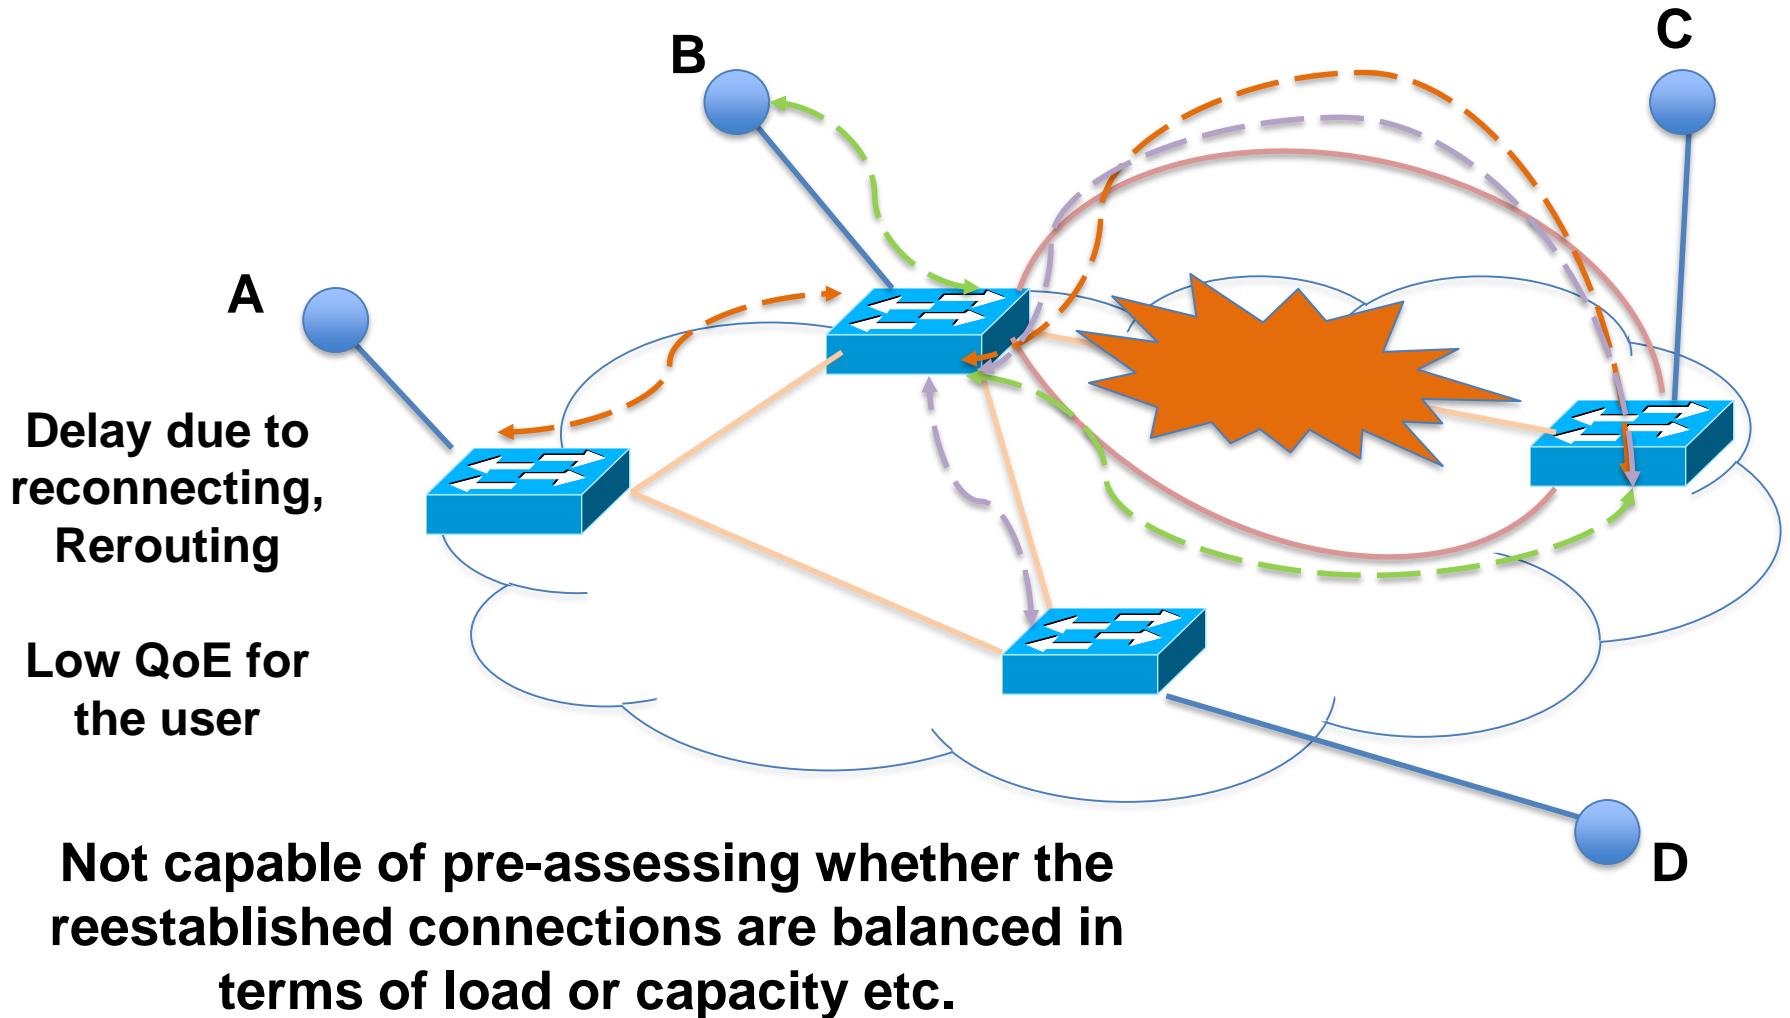 C
B
A
Delay due to
reconnecting,
Rerouting
Low QoE for
the user
D
Not capable of pre-assessing whether the
reestablished connections are balanced in
terms of load or capacity etc.